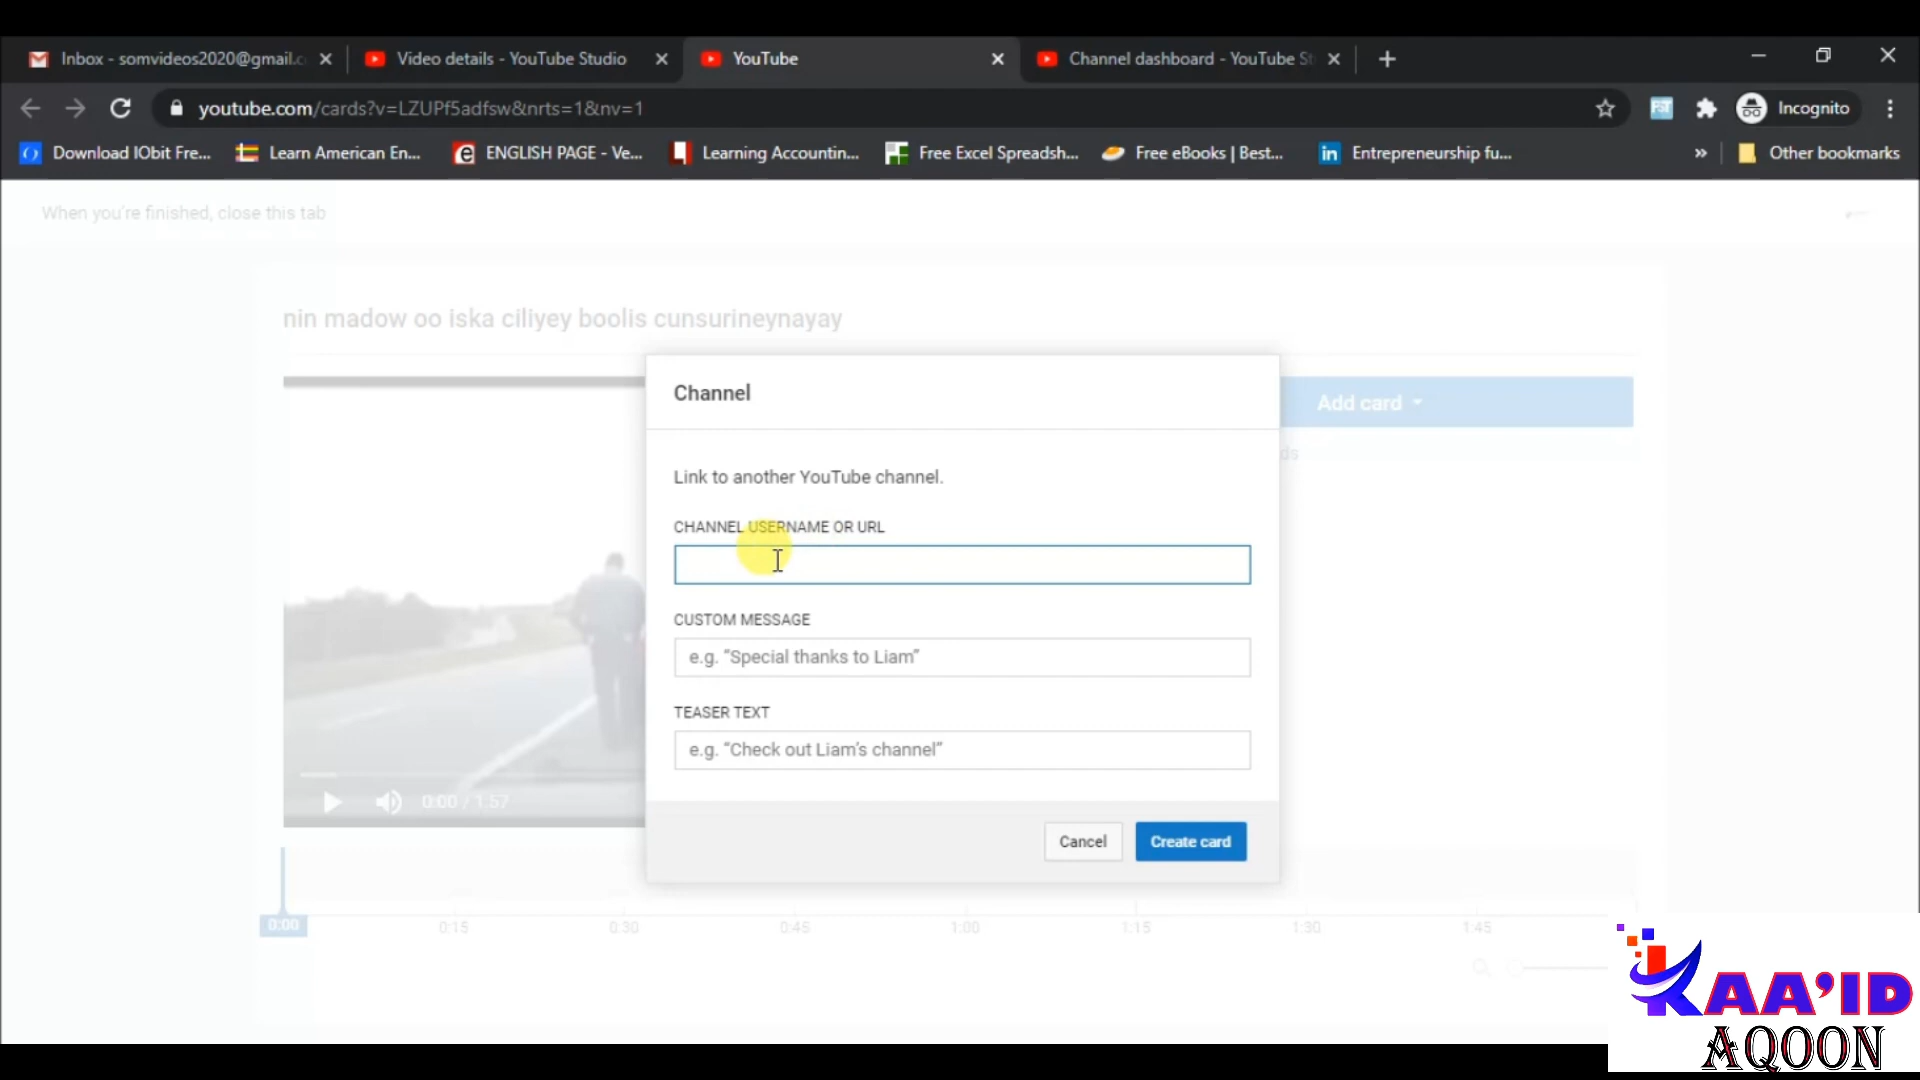 Inbox - somvideos2020@gmail.c
Video details - YouTube Studio
YouTube
Channel dashboard - YouTube St
youtube.com/cards?v=LZUPf5adfsw&nrts=1&nv=1
Incognito
Download IObit Fre...
Learn American En...
ENGLISH PAGE - Ve...
Learning Accountin...
Free Excel Spreadsh...
Free eBooks | Best...
Entrepreneurship fu...
»
Other bookmarks
When you're finished, close this tab
nin madow oo iska ciliyey boolis cunsurineynayay
Channel
Add card
ds
Link to another YouTube channel.
CHANNEL USERNAME OR URL
CUSTOM MESSAGE
e.g. “Special thanks to Liam”
TEASER TEXT
e.g. “Check out Liam’s channel”
0:00 / 1:57
Cancel
Create card
0:00
0:15
0:30
0:45
1:00
1:15
1:30
1:45
KAA’ID
AQOON